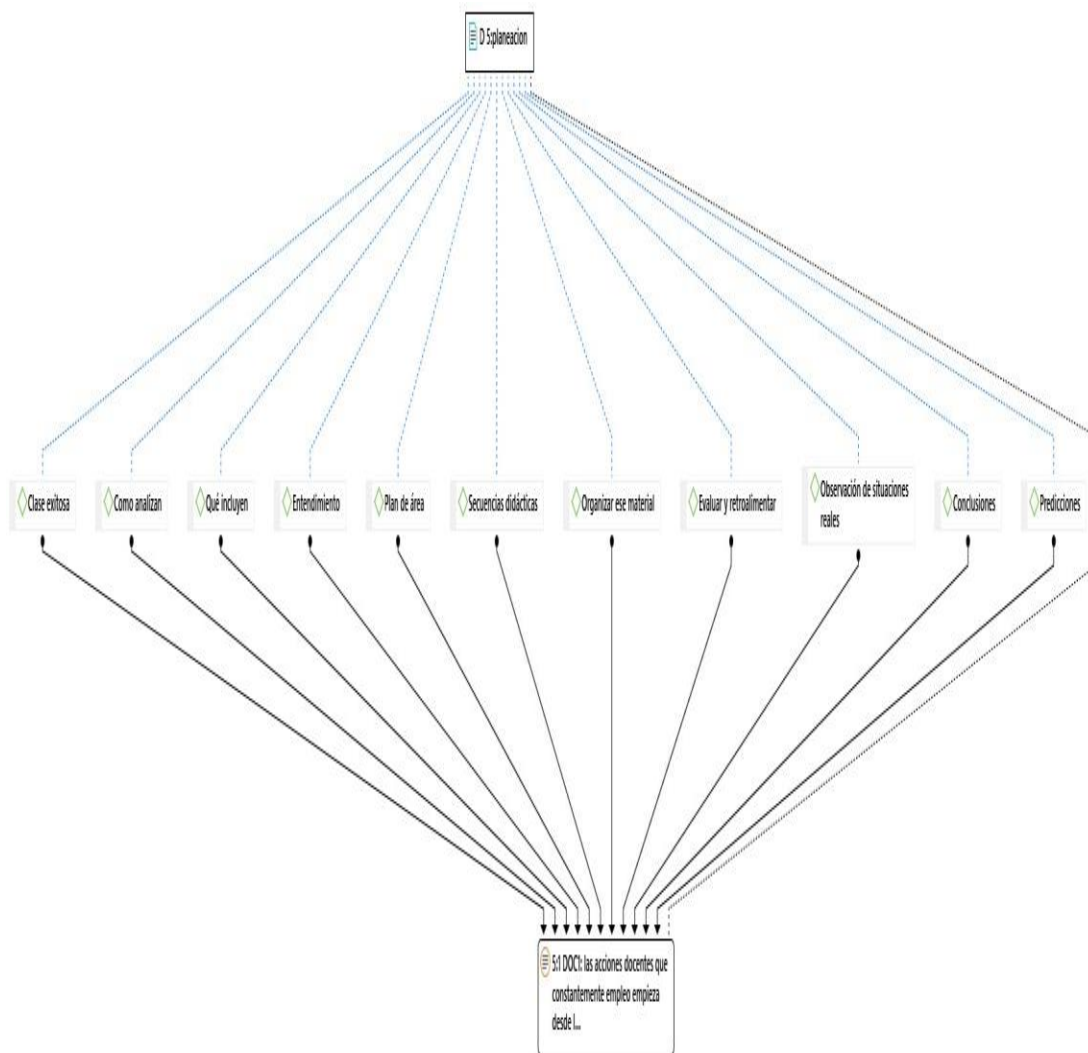 D 5:planeacion
Clase exitosa
Como analizan
Qué incluyen
Entendimiento
Plan de área
Secuencias didácticas
Organizar ese material
Evaluar y retroalimentar
Observación de situaciones
reales
Conclusiones
Predicciones
5:1 DOC1: las acciones docentes que
constantemente empleo empieza
desde l...